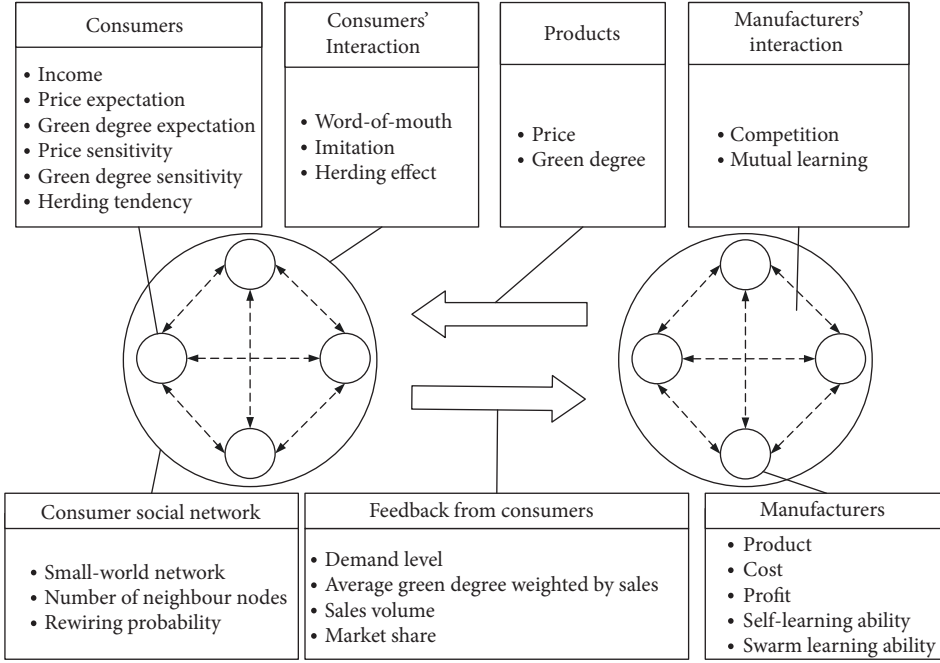 Consumers
• Income
• Price expectation
• Green degree expectation
• Price sensitivity
• Green degree sensitivity
• Herding tendency
Consumers'
Interaction
• Word-of-mouth
• Imitation
• Herding effect
Products
• Price
• Green degree
Manufacturers'
interaction
• Competition
• Mutual learning
Consumer social network
• Small-world network
• Number of neighbour nodes
• Rewiring probability
Feedback from consumers
• Demand level
• Average green degree weighted by sales
• Sales volume
• Market share
Manufacturers
• Product
• Cost
• Profit
• Self-learning ability
• Swarm learning ability